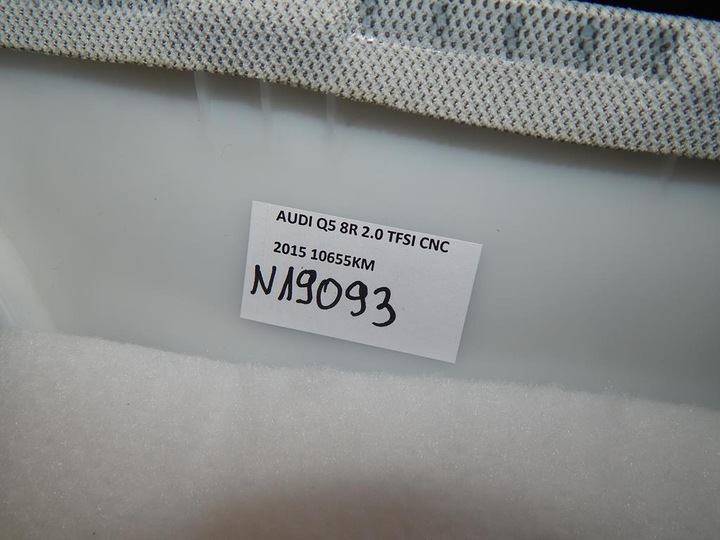 AUDI Q5 8R 2.0 TFSI CNC
2015 10655KM
N19093